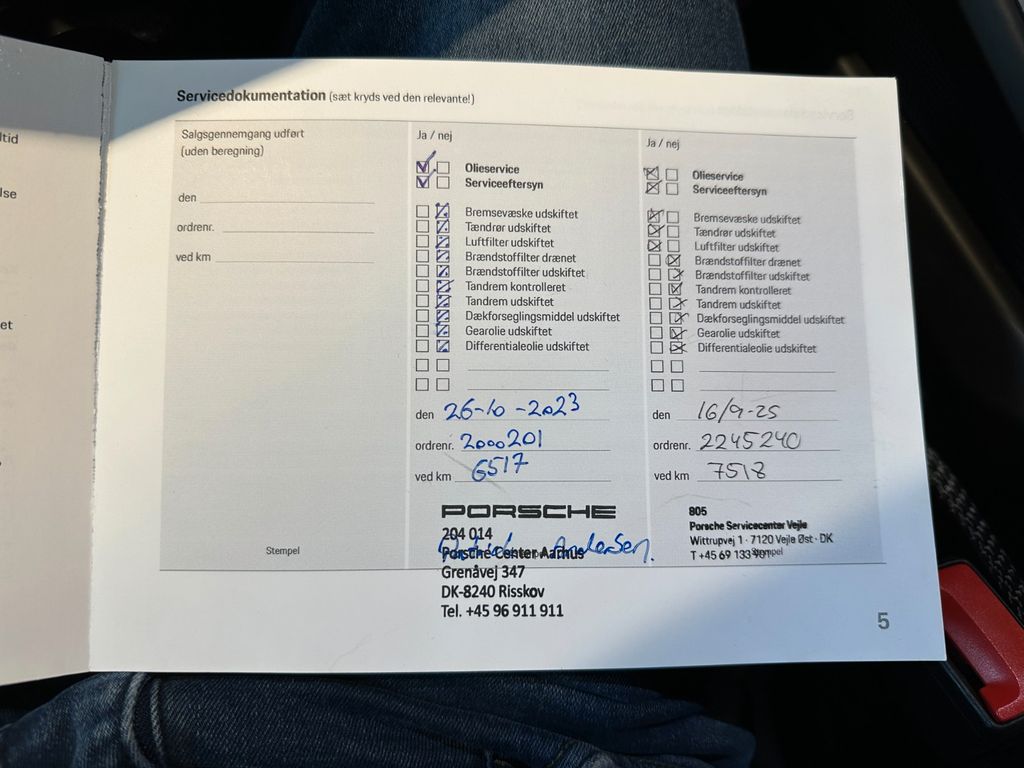 ltid
lse
et
Servicedokumentation (sæt kryds ved den relevante!)
Salgsgennemgang udført
(uden beregning)
den
ordrenr.
ved km
Stempel
Ja / nej
Olieservice
Serviceeftersyn
Bremsevæske udskiftet
Tændrør udskiftet
Luftfilter udskiftet
Brændstoffilter drænet
Brændstoffilter udskiftet
Tandrem kontrolleret
Tandrem udskiftet
Dækforseglingsmiddel udskiftet
Gearolie udskiftet
Differentialeolie udskiftet
den 26-10-2023
ordrenr. 2000201
ved km 6517
PORSCHE
204 014
Porsche Center Aarhus
Andersen.
Grenåvej 347
DK-8240 Risskov
Tel. +45 96 911 911
Ja / nej
Olieservice
Serviceeftersyn
Bremsevæske udskiftet
Tændrør udskiftet
Luftfilter udskiftet
Brændstoffilter drænet
Brændstoffilter udskiftet
Tandrem kontrolleret
Tandrem udskiftet
Dækforseglingsmiddel udskiftet
Gearolie udskiftet
Differentialeolie udskiftet
den 16/9-25
ordrenr. 2245240
ved km 7518
805
Porsche Servicecenter Vejle
Wittrupvej 1 · 7120 Vejle Øst · DK
T +45 69 133
Stempel
5